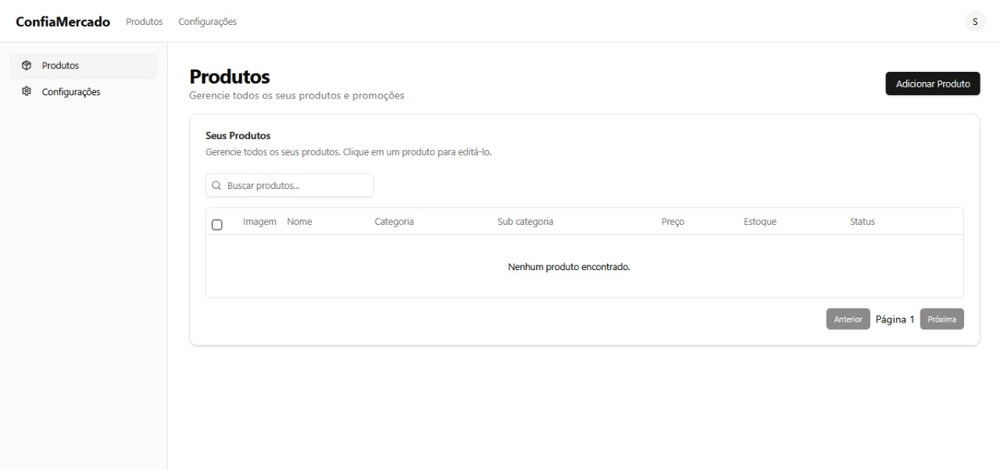 ConfiaMercado Produtos Configurações S
Produtos
Configurações
Produtos
Gerencie todos os seus produtos e promoções
Adicionar Produto
Seus Produtos
Gerencie todos os seus produtos. Clique em um produto para editá-lo.
Buscar produtos...
Imagem Nome Categoria Sub categoria Preço Estoque Status
Nenhum produto encontrado.
Anterior Página 1 Próxima